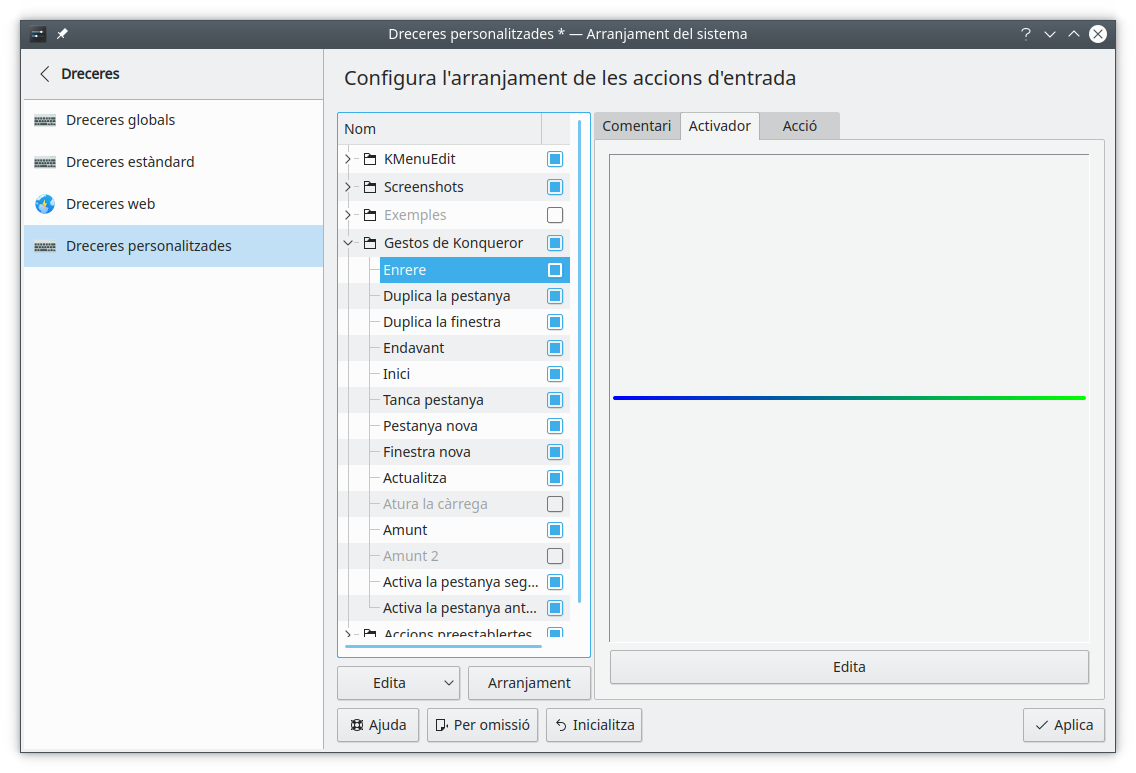 Dreceres personalitzades * — Arranjament del sistema
Dreceres
Dreceres globals
Dreceres estàndard
Dreceres web
Dreceres personalitzades
Configura l'arranjament de les accions d'entrada
Nom
KMenuEdit
Screenshots
Exemples
Gestos de Konqueror
Enrere
Duplica la pestanya
Duplica la finestra
Endavant
Inici
Tanca pestanya
Pestanya nova
Finestra nova
Actualitza
Atura la càrrega
Amunt
Amunt 2
Activa la pestanya seg...
Activa la pestanya ant...
Accions preestablertes
Edita
Arranjament
Comentari
Activador
Acció
Edita
Ajuda
Per omissió
Inicialitza
Aplica